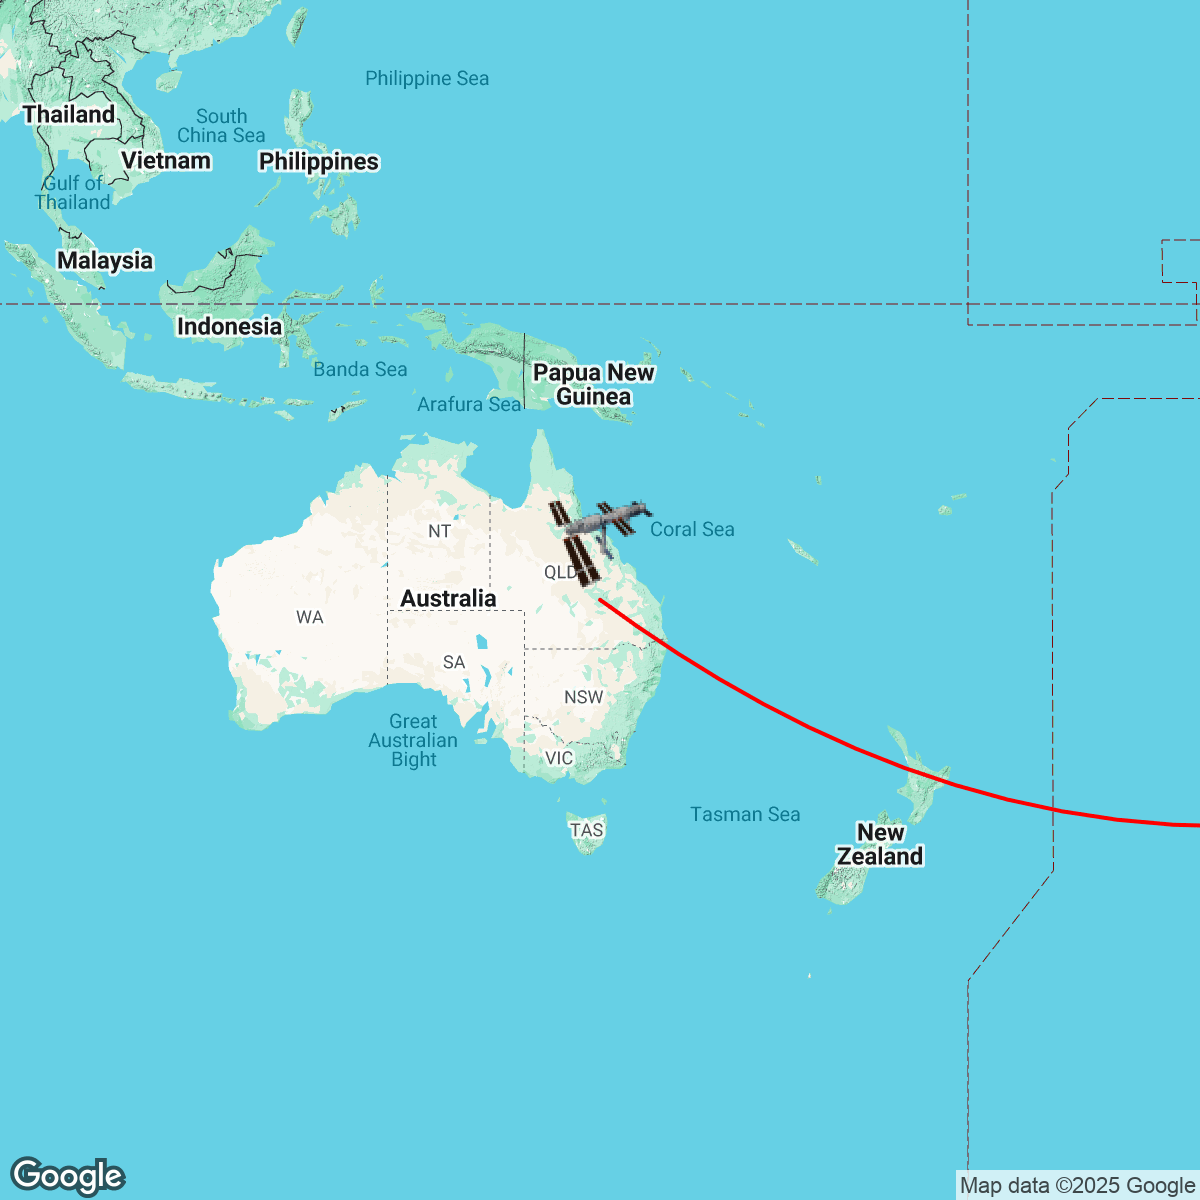 Philippine Sea
Thailand
South
China Sea
Vietnam
Philippines
Gulf of
Thailand
Malaysia
Indonesia
Banda Sea
Papua New
Guinea
Arafura Sea
NT
Coral Sea
QLD
Australia
WA
SA
NSW
Great
Australian
Bight
VIC
Tasman Sea
TAS
New
Zealand
Google
Map data ©2025 Google